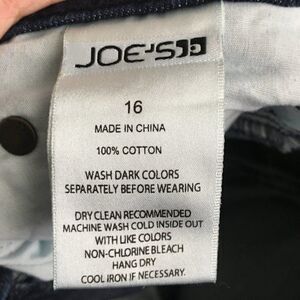 JOE'S
16
MADE IN CHINA
100% COTTON
WASH DARK COLORS
SEPARATELY BEFORE WEARING
DRY CLEAN RECOMMENDED
MACHINE WASH COLD INSIDE OUT
WITH LIKE COLORS
NON-CHLORINE BLEACH
HANG DRY
COOL IRON IF NECESSARY.